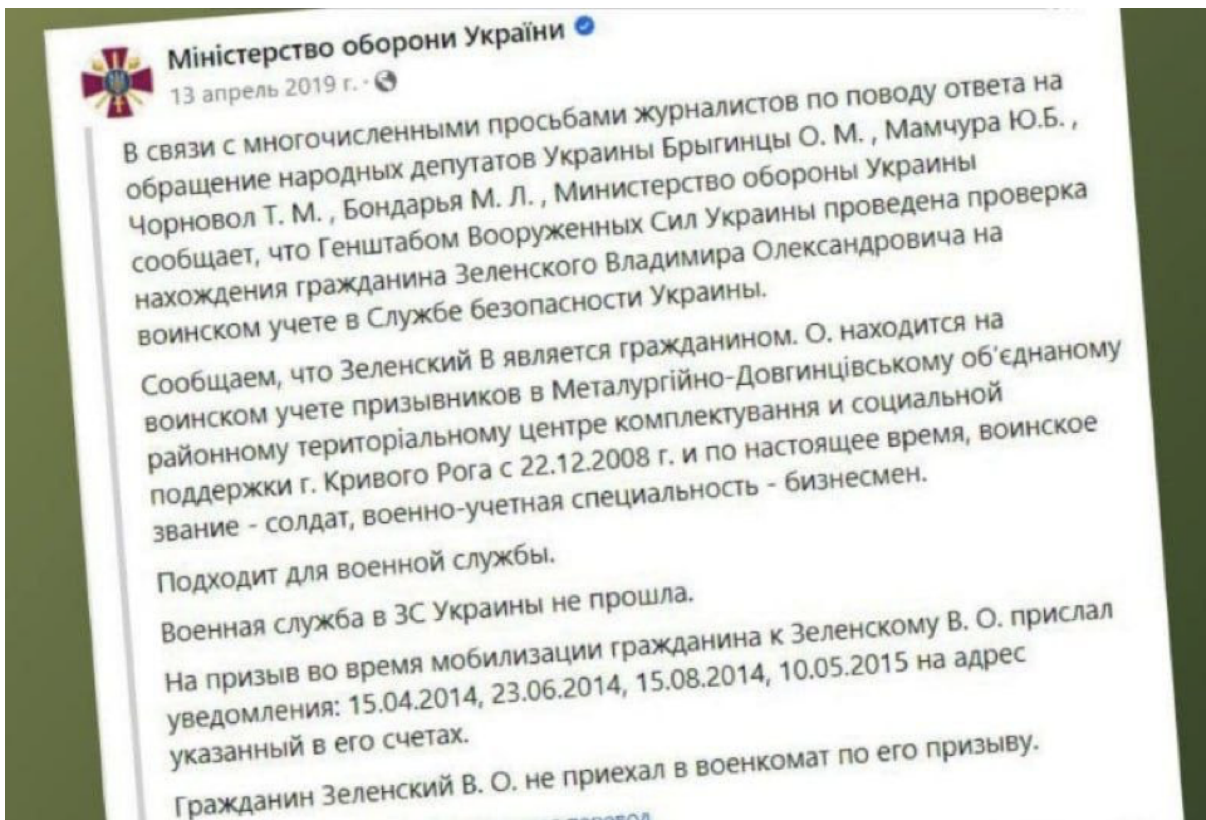 Міністерство оборони України
13 апрель 2019 г. ·
В связи с многочисленными просьбами журналистов по поводу ответа на
обращение народных депутатов Украины Брыгинцы О. М. , Мамчура Ю.Б. ,
Чорновол Т. М. , Бондарья М. Л. , Министерство обороны Украины
сообщает, что Генштабом Вооруженных Сил Украины проведена проверка
нахождения гражданина Зеленского Владимира Олександровича на
воинском учете в Службе безопасности Украины.
Сообщаем, что Зеленский В является гражданином. О. находится на
воинском учете призывников в Металургійно-Довгинцівському об'єднаному
районному територіальному центре комплектування и социальной
поддержки г. Кривого Рога с 22.12.2008 г. и по настоящее время, воинское
звание - солдат, военно-учетная специальность - бизнесмен.
Подходит для военной службы.
Военная служба в ЗС Украины не прошла.
На призыв во время мобилизации гражданина к Зеленскому В. О. прислал
уведомления: 15.04.2014, 23.06.2014, 15.08.2014, 10.05.2015 на адрес
указанный в его счетах.
Гражданин Зеленский В. О. не приехал в военкомат по его призыву.